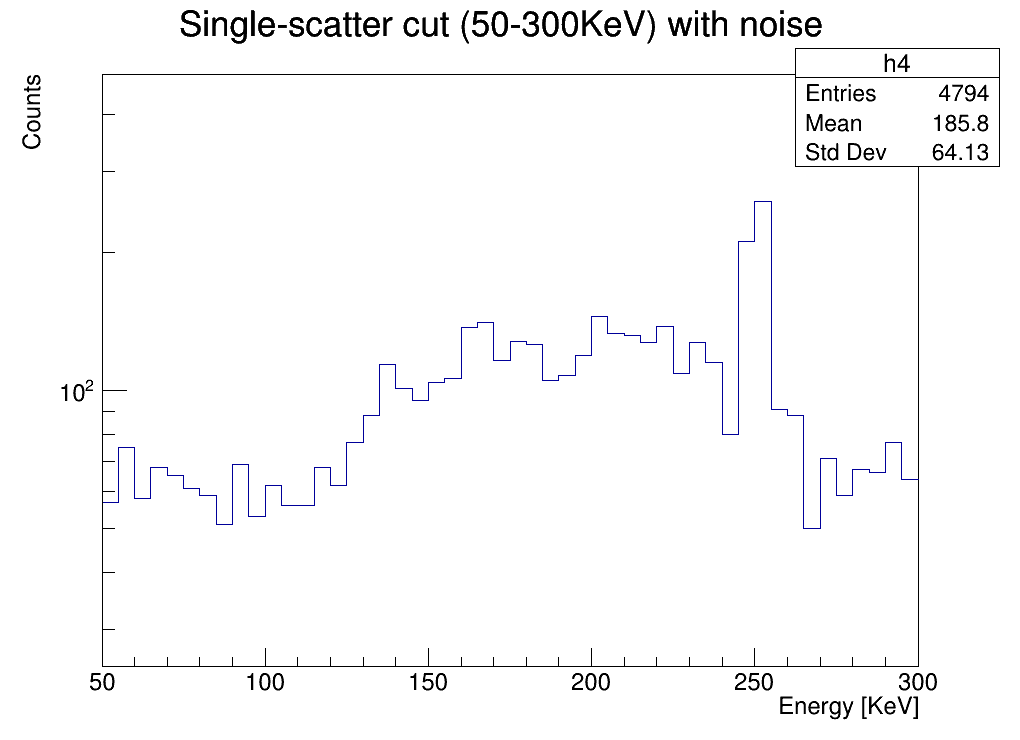 Single-scatter cut (50-300KeV) with noise
h4
Entries 4794
Mean 185.8
Std Dev 64.13
Counts
10²
50 100 150 200 250 300
Energy [KeV]